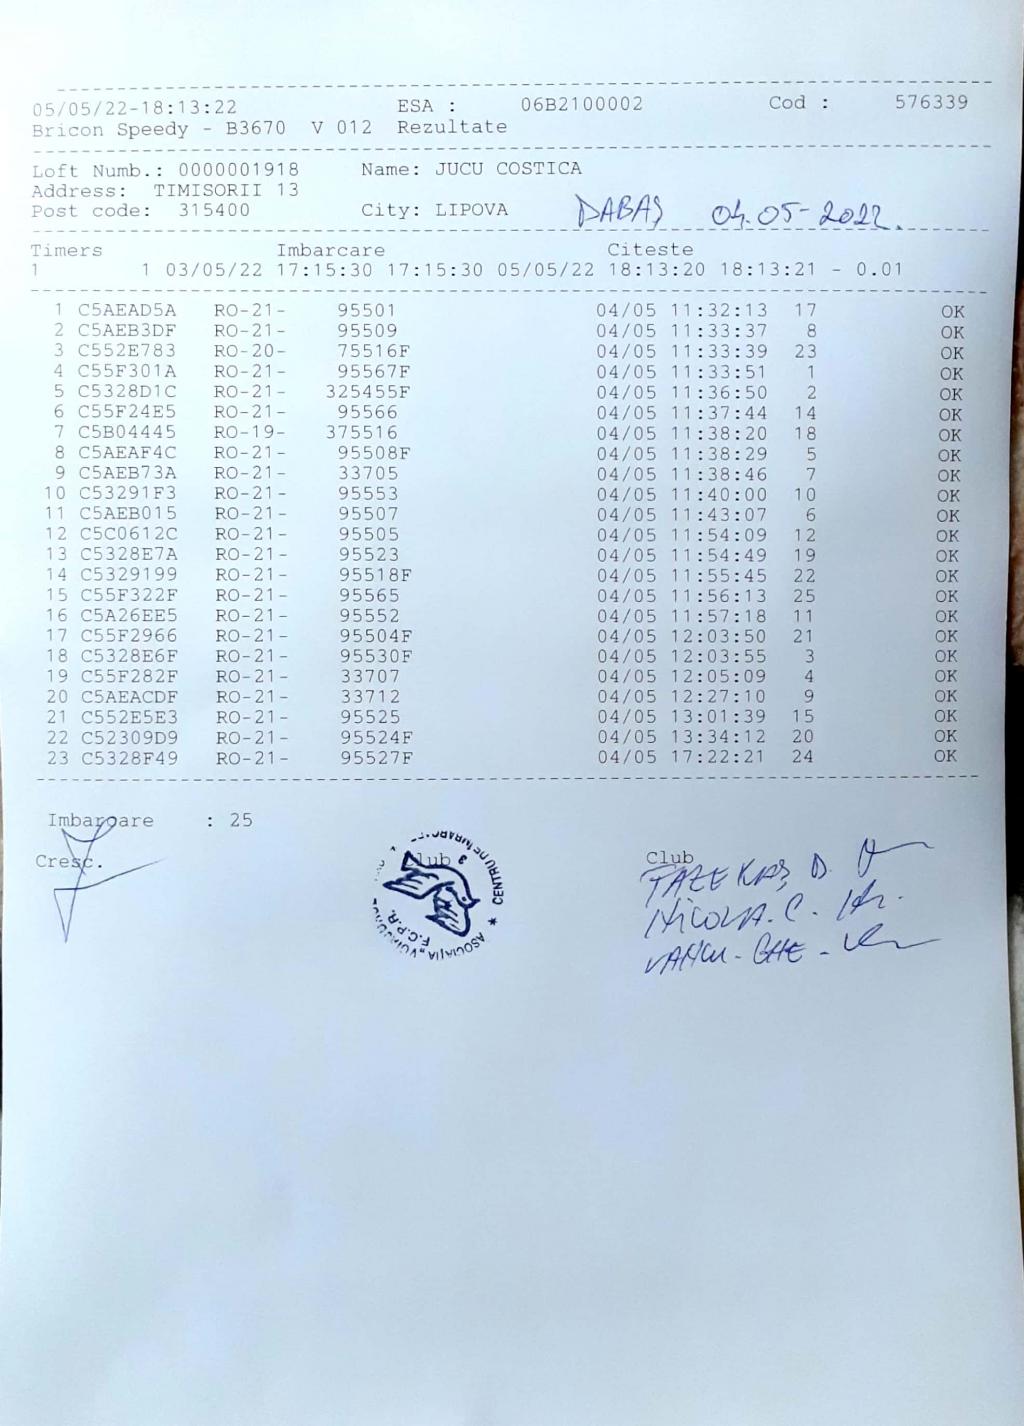 05/05/22-18:13:22 ESA : 06B2100002 Cod : 576339
Bricon Speedy - B3670 V 012 Rezultate
Loft Numb.: 0000001918 Name: JUCU COSTICA
Address: TIMISORII 13
Post code: 315400 City: LIPOVA DABAȘ 04.05-2022.
Timers Imbarcare Citeste
1 1 03/05/22 17:15:30 17:15:30 05/05/22 18:13:20 18:13:21 - 0.01
1 C5AEAD5A RO-21- 95501 04/05 11:32:13 17 OK
2 C5AEB3DF RO-21- 95509 04/05 11:33:37 8 OK
3 C552E783 RO-20- 75516F 04/05 11:33:39 23 OK
4 C55F301A RO-21- 95567F 04/05 11:33:51 1 OK
5 C5328D1C RO-21- 325455F 04/05 11:36:50 2 OK
6 C55F24E5 RO-21- 95566 04/05 11:37:44 14 OK
7 C5B04445 RO-19- 375516 04/05 11:38:20 18 OK
8 C5AEAF4C RO-21- 95508F 04/05 11:38:29 5 OK
9 C5AEB73A RO-21- 33705 04/05 11:38:46 7 OK
10 C53291F3 RO-21- 95553 04/05 11:40:00 10 OK
11 C5AEB015 RO-21- 95507 04/05 11:43:07 6 OK
12 C5C0612C RO-21- 95505 04/05 11:54:09 12 OK
13 C5328E7A RO-21- 95523 04/05 11:54:49 19 OK
14 C5329199 RO-21- 95518F 04/05 11:55:45 22 OK
15 C55F322F RO-21- 95565 04/05 11:56:13 25 OK
16 C5A26EE5 RO-21- 95552 04/05 11:57:18 11 OK
17 C55F2966 RO-21- 95504F 04/05 12:03:50 21 OK
18 C5328E6F RO-21- 95530F 04/05 12:03:55 3 OK
19 C55F282F RO-21- 33707 04/05 12:05:09 4 OK
20 C5AEACDF RO-21- 33712 04/05 12:27:10 9 OK
21 C552E5E3 RO-21- 95525 04/05 13:01:39 15 OK
22 C52309D9 RO-21- 95524F 04/05 13:34:12 20 OK
23 C5328F49 RO-21- 95527F 04/05 17:22:21 24 OK
Imbarcare : 25
Cresc. Club Club
CENTRU DE * ASOCIAȚIA
F.C.P.R.
FAZEKAȘ D.
NICOLA. C.
VANCU - GHE -